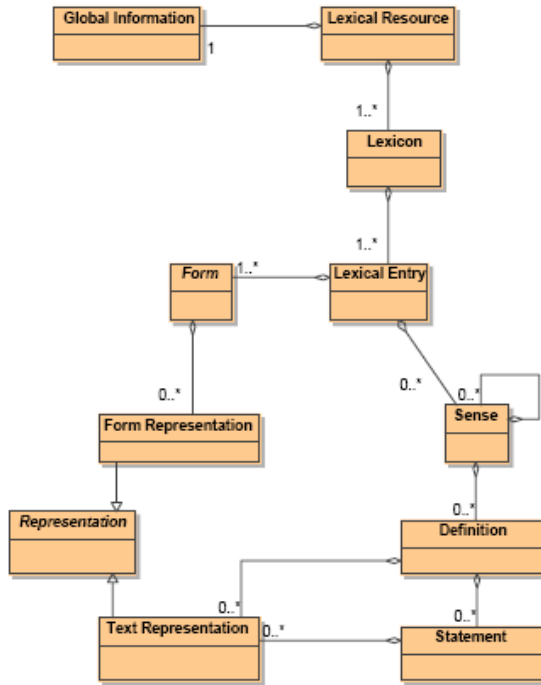 Global Information
Lexical Resource
1
1..*
Lexicon
1..*
Form
1..*
Lexical Entry
0..*
0..*
0..*
Form Representation
Sense
Representation
0..*
Definition
0..*
0..*
Text Representation
0..*
Statement